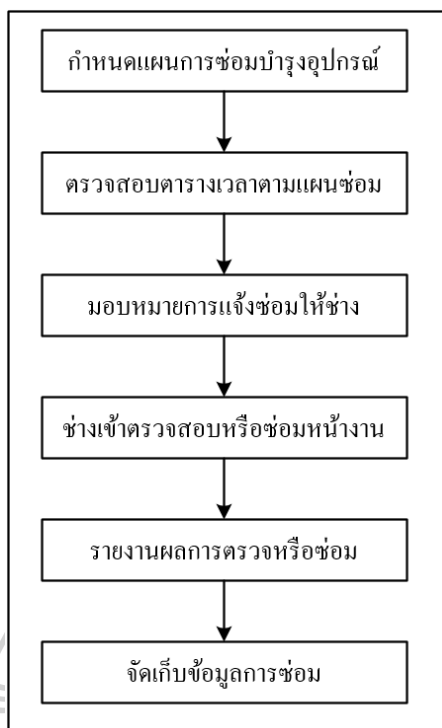 กำหนดแผนการซ่อมบำรุงอุปกรณ์
ตรวจสอบตารางเวลาตามแผนซ่อม
มอบหมายการแจ้งซ่อมให้ช่าง
ช่างเข้าตรวจสอบหรือซ่อมหน้างาน
รายงานผลการตรวจหรือซ่อม
จัดเก็บข้อมูลการซ่อม